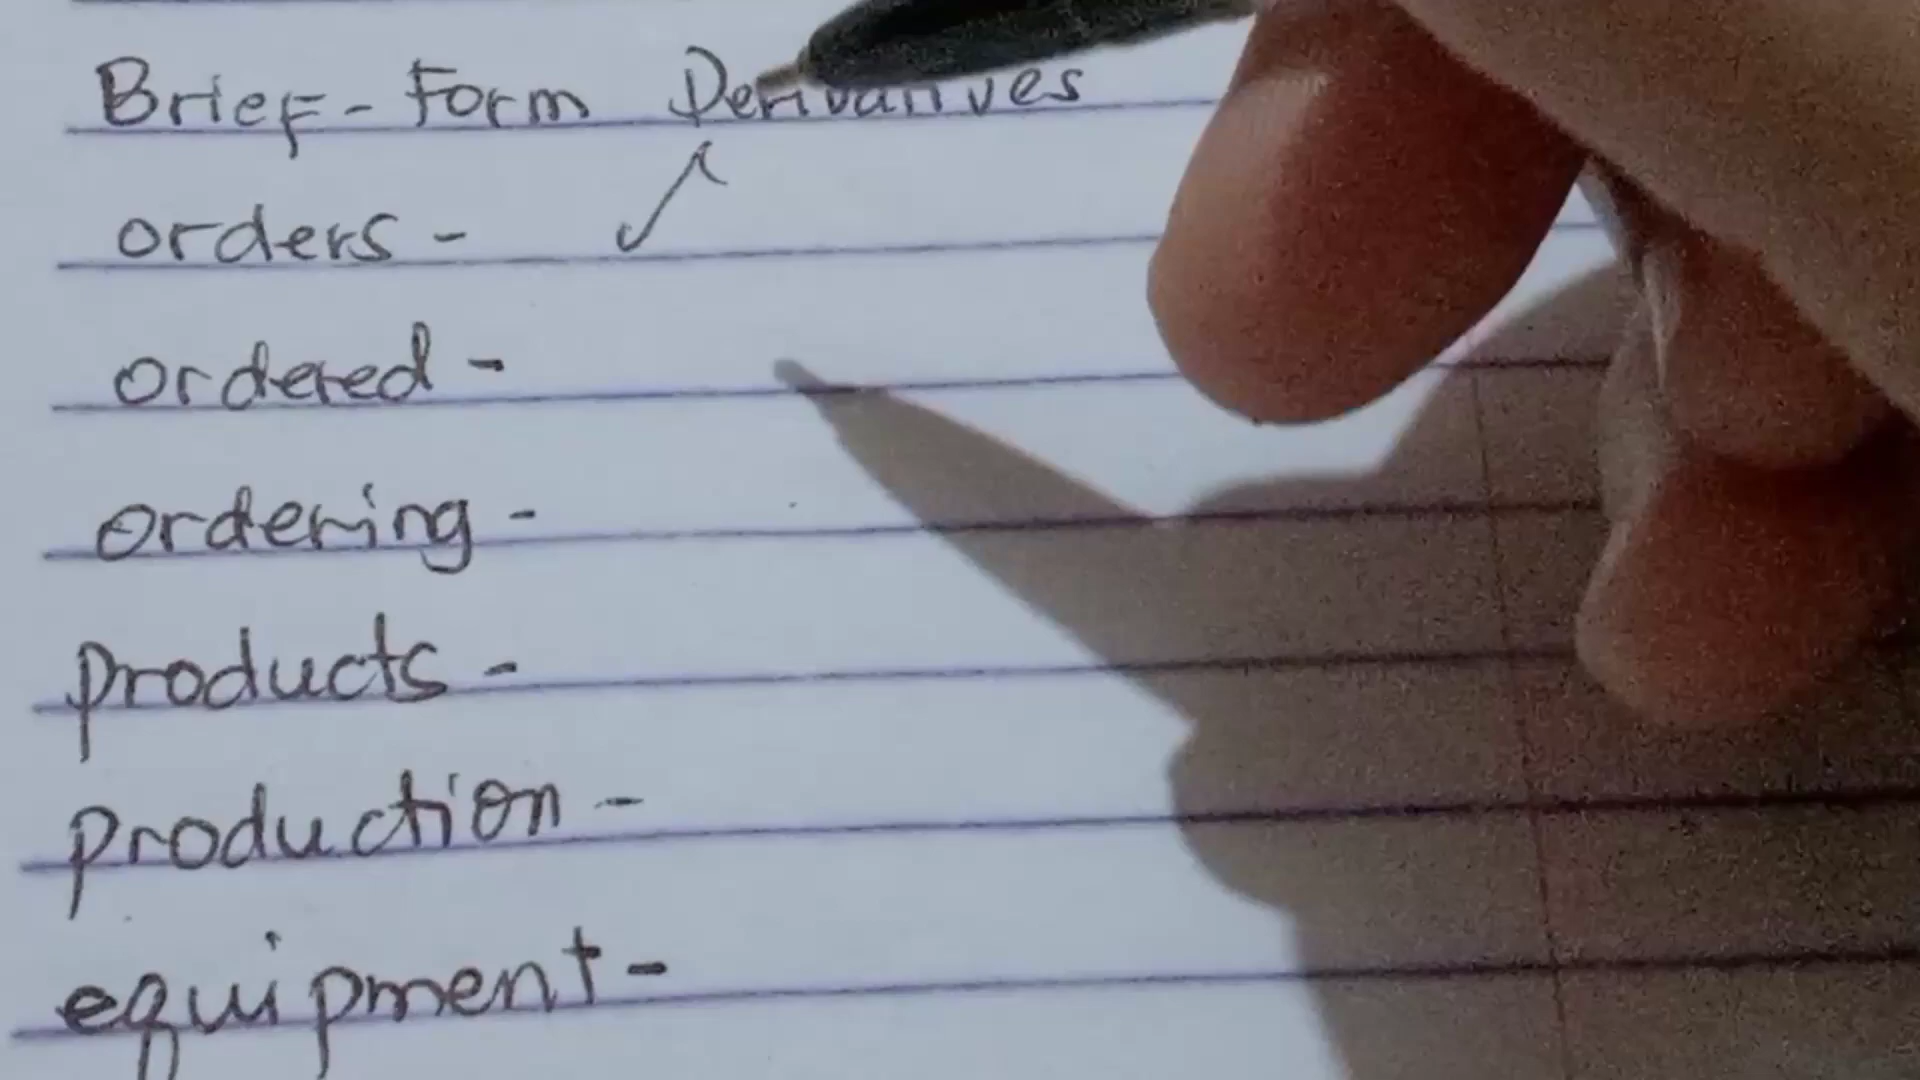 Brief-Form Derivatives
orders-
ordered-
ordering-
products-
production-
equipment-